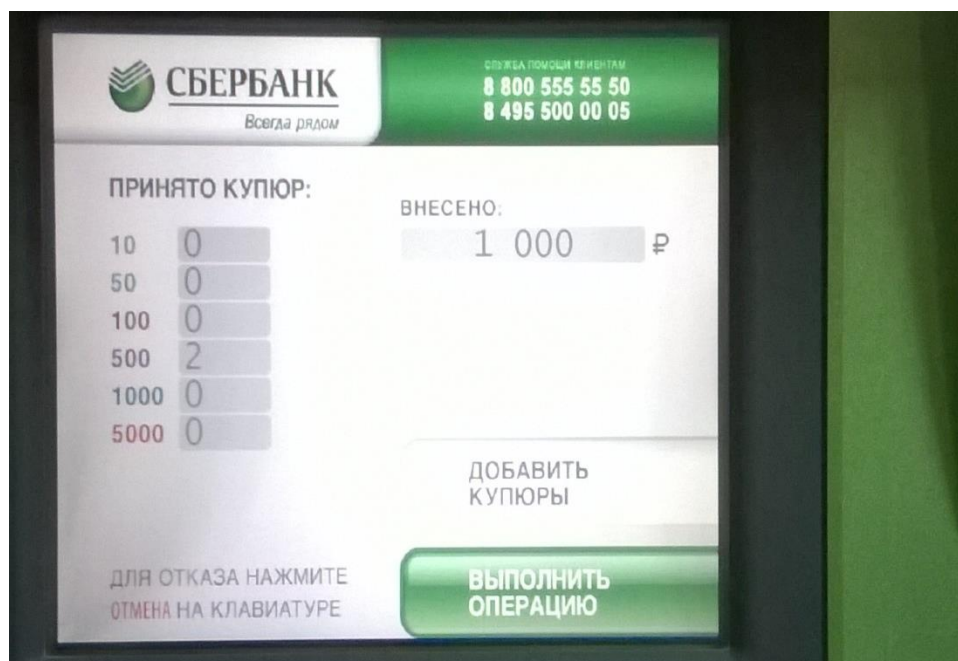 СБЕРБАНК
Всегда рядом
СЛУЖБА ПОМОЩИ КЛИЕНТАМ
8 800 555 55 50
8 495 500 00 05
ПРИНЯТО КУПЮР:
ВНЕСЕНО:
1 000 ₽
10 0
50 0
100 0
500 2
1000 0
5000 0
ДОБАВИТЬ
КУПЮРЫ
ДЛЯ ОТКАЗА НАЖМИТЕ
ОТМЕНА НА КЛАВИАТУРЕ
ВЫПОЛНИТЬ
ОПЕРАЦИЮ